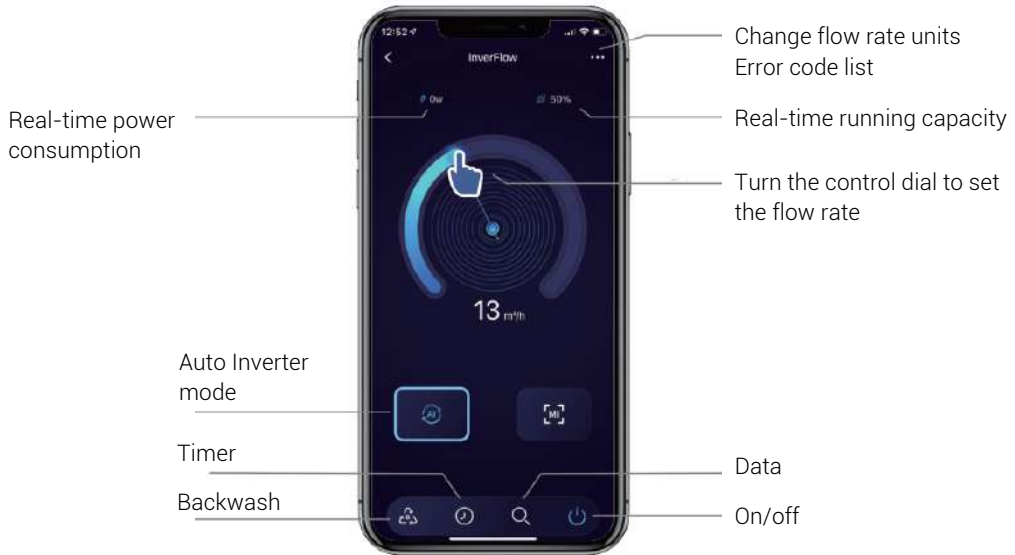 12:52
InverFlow
Change flow rate units
Error code list
0w
50%
Real-time power
consumption
Real-time running capacity
Turn the control dial to set
the flow rate
13 m³/h
Auto Inverter
mode
AI
MI
Timer
Data
Backwash
On/off